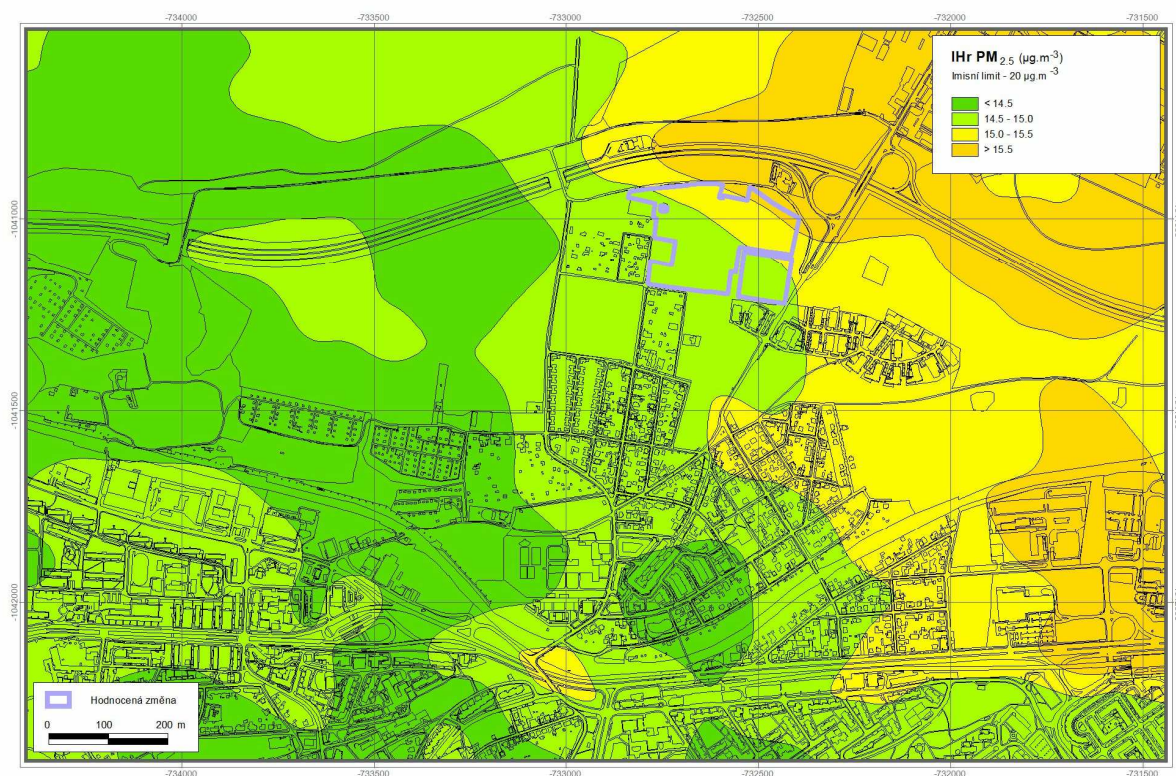 -734000 -733500 -733000 -732500 -732000 -731500
IHr PM2.5 (µg.m-3)
Imisní limit - 20 µg.m-3
< 14.5
14.5 - 15.0
15.0 - 15.5
> 15.5
-1041000
-1041500
-1042000
Hodnocená změna
0 100 200 m
-734000 -733500 -733000 -732500 -732000 -731500